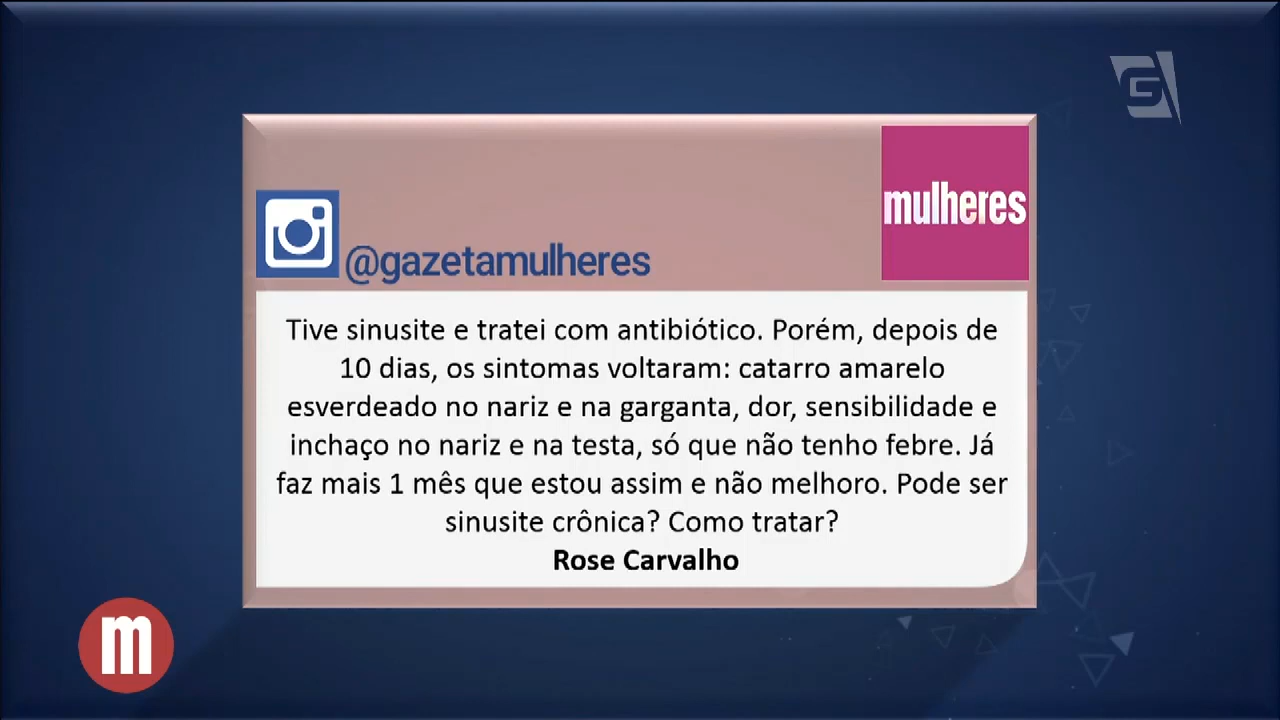 mulheres
@gazetamulheres
Tive sinusite e tratei com antibiótico. Porém, depois de
10 dias, os sintomas voltaram: catarro amarelo
esverdeado no nariz e na garganta, dor, sensibilidade e
inchaço no nariz e na testa, só que não tenho febre. Já
faz mais 1 mês que estou assim e não melhoro. Pode ser
sinusite crônica? Como tratar?
Rose Carvalho
m